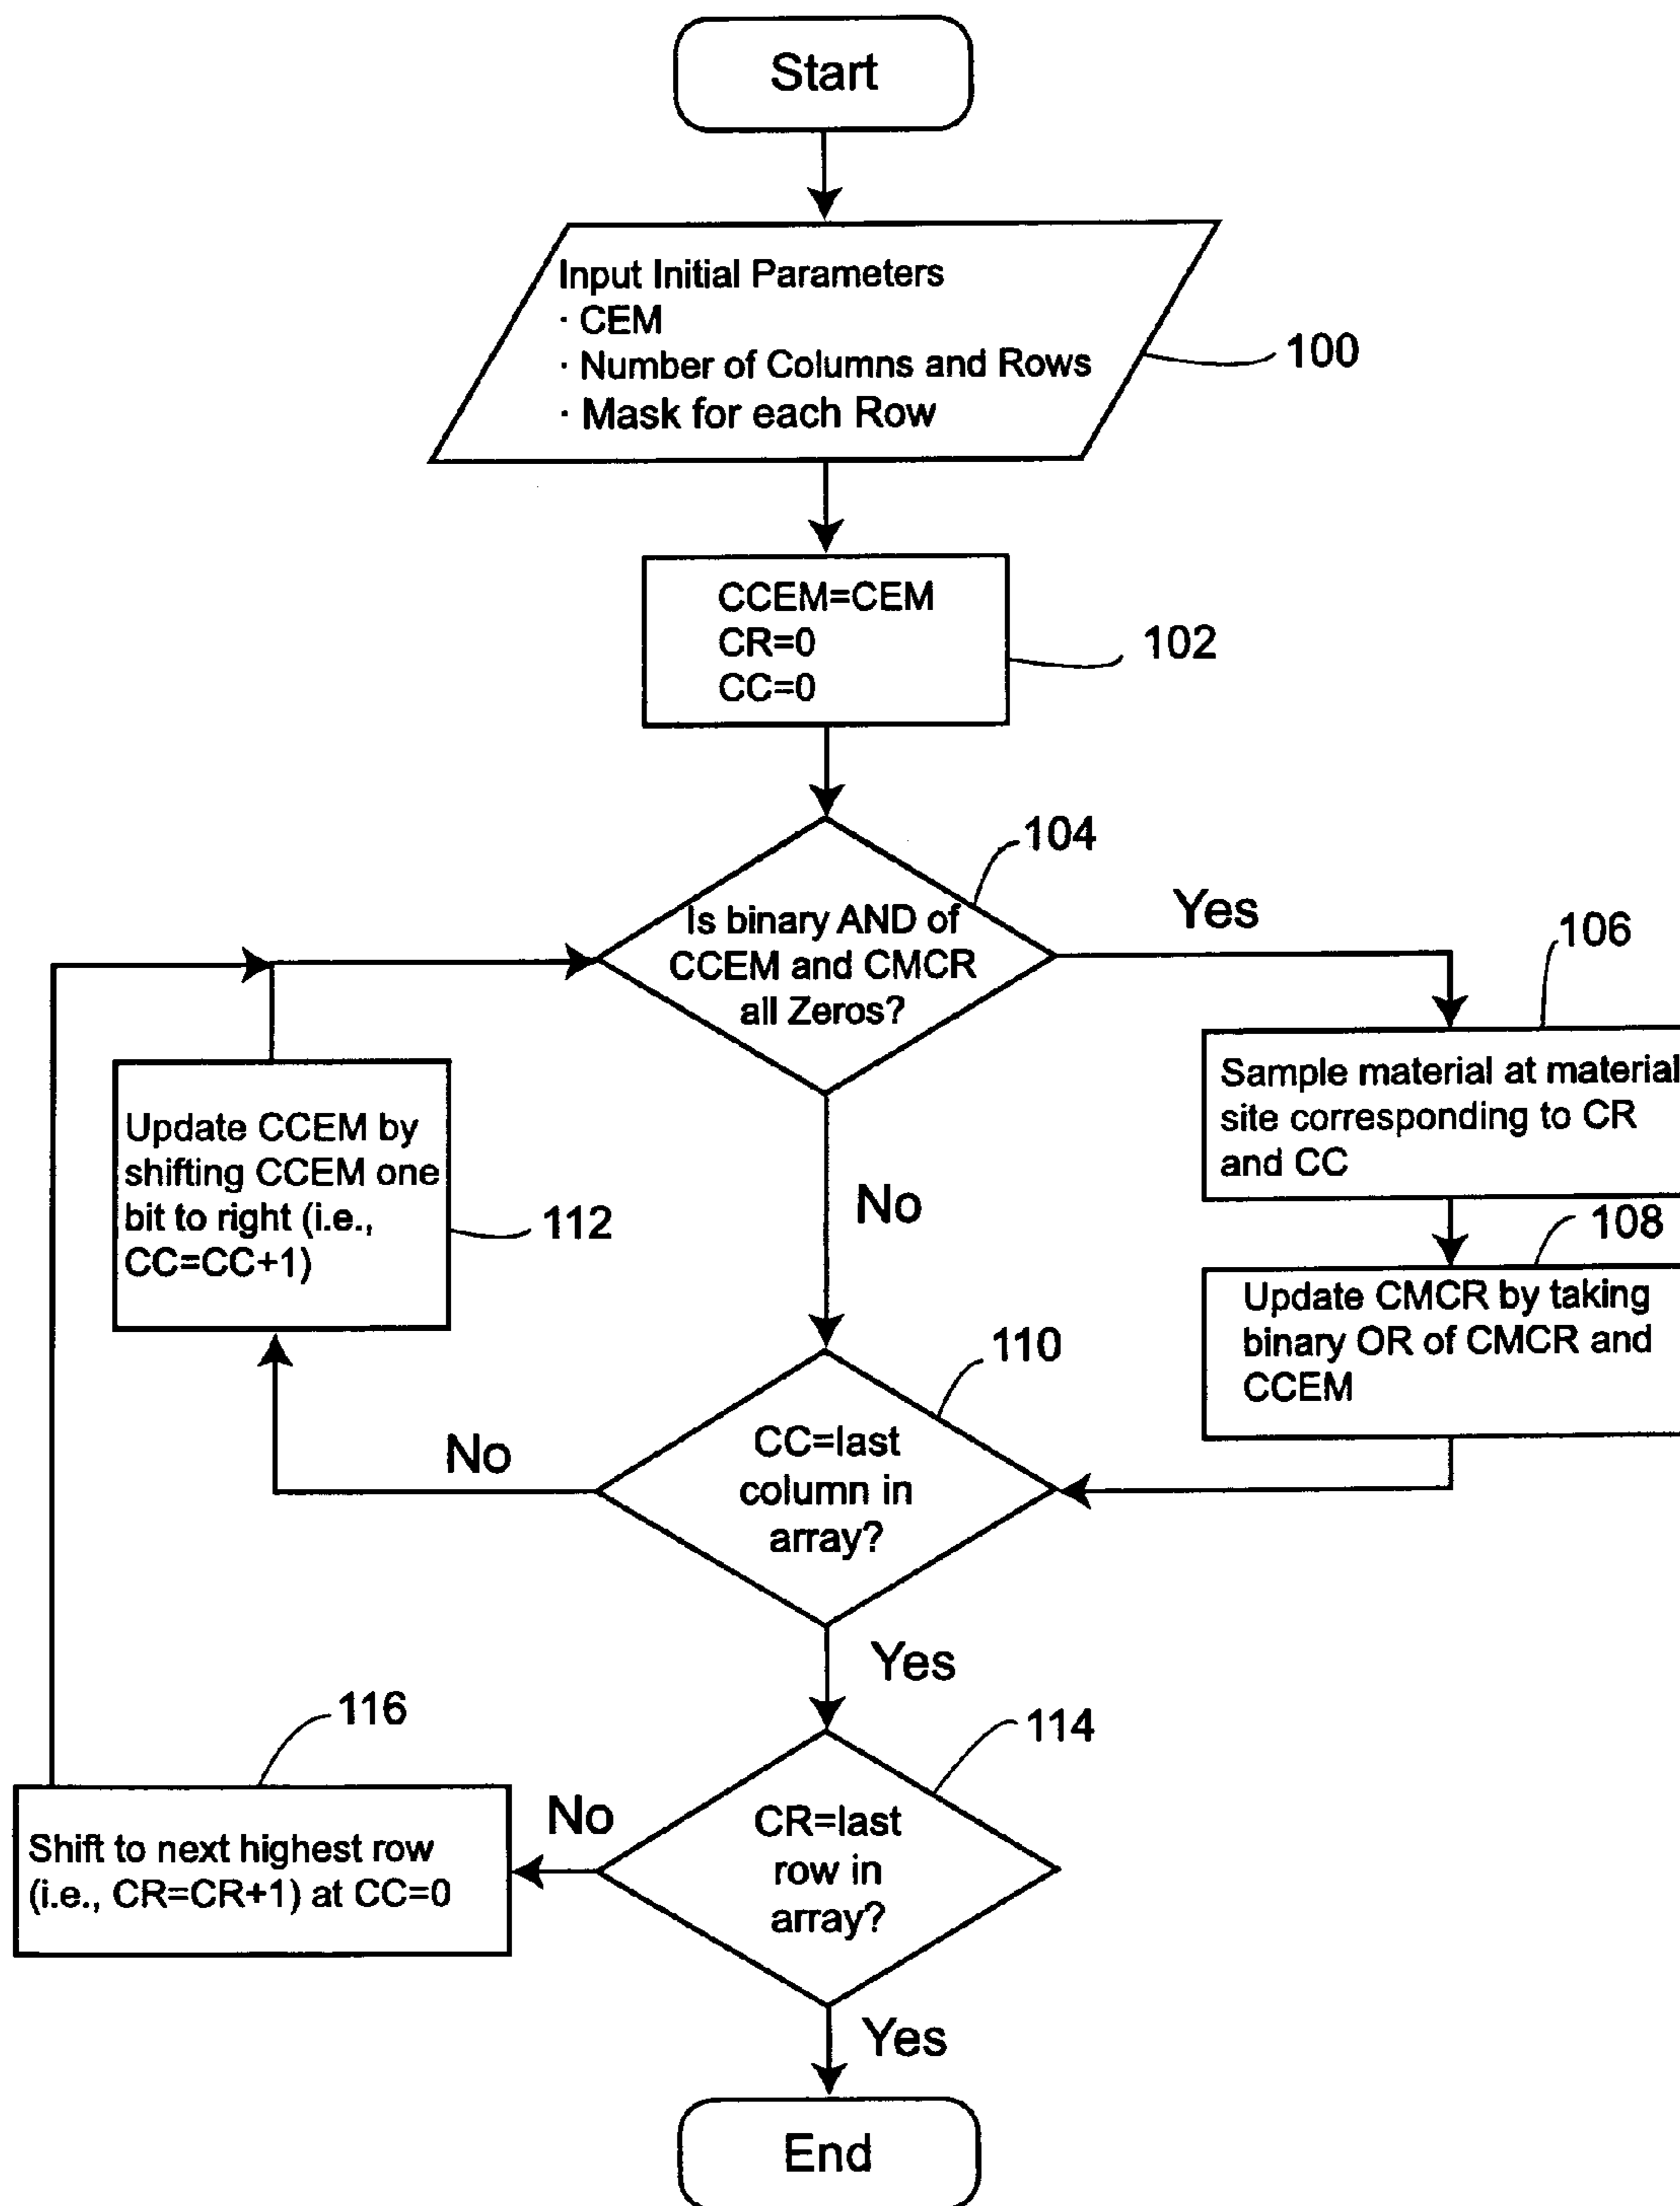 Start
Input Initial Parameters
· CEM
· Number of Columns and Rows
· Mask for each Row
100
CCEM=CEM
CR=0
CC=0
102
104
Is binary AND of
CCEM and CMCR
all Zeros?
Yes
106
Sample material at material
site corresponding to CR
and CC
No
108
Update CMCR by taking
binary OR of CMCR and
CCEM
Update CCEM by
shifting CCEM one
bit to right (i.e.,
CC=CC+1)
112
110
CC=last
column in
array?
No
Yes
116
Shift to next highest row
(i.e., CR=CR+1) at CC=0
No
114
CR=last
row in
array?
Yes
End